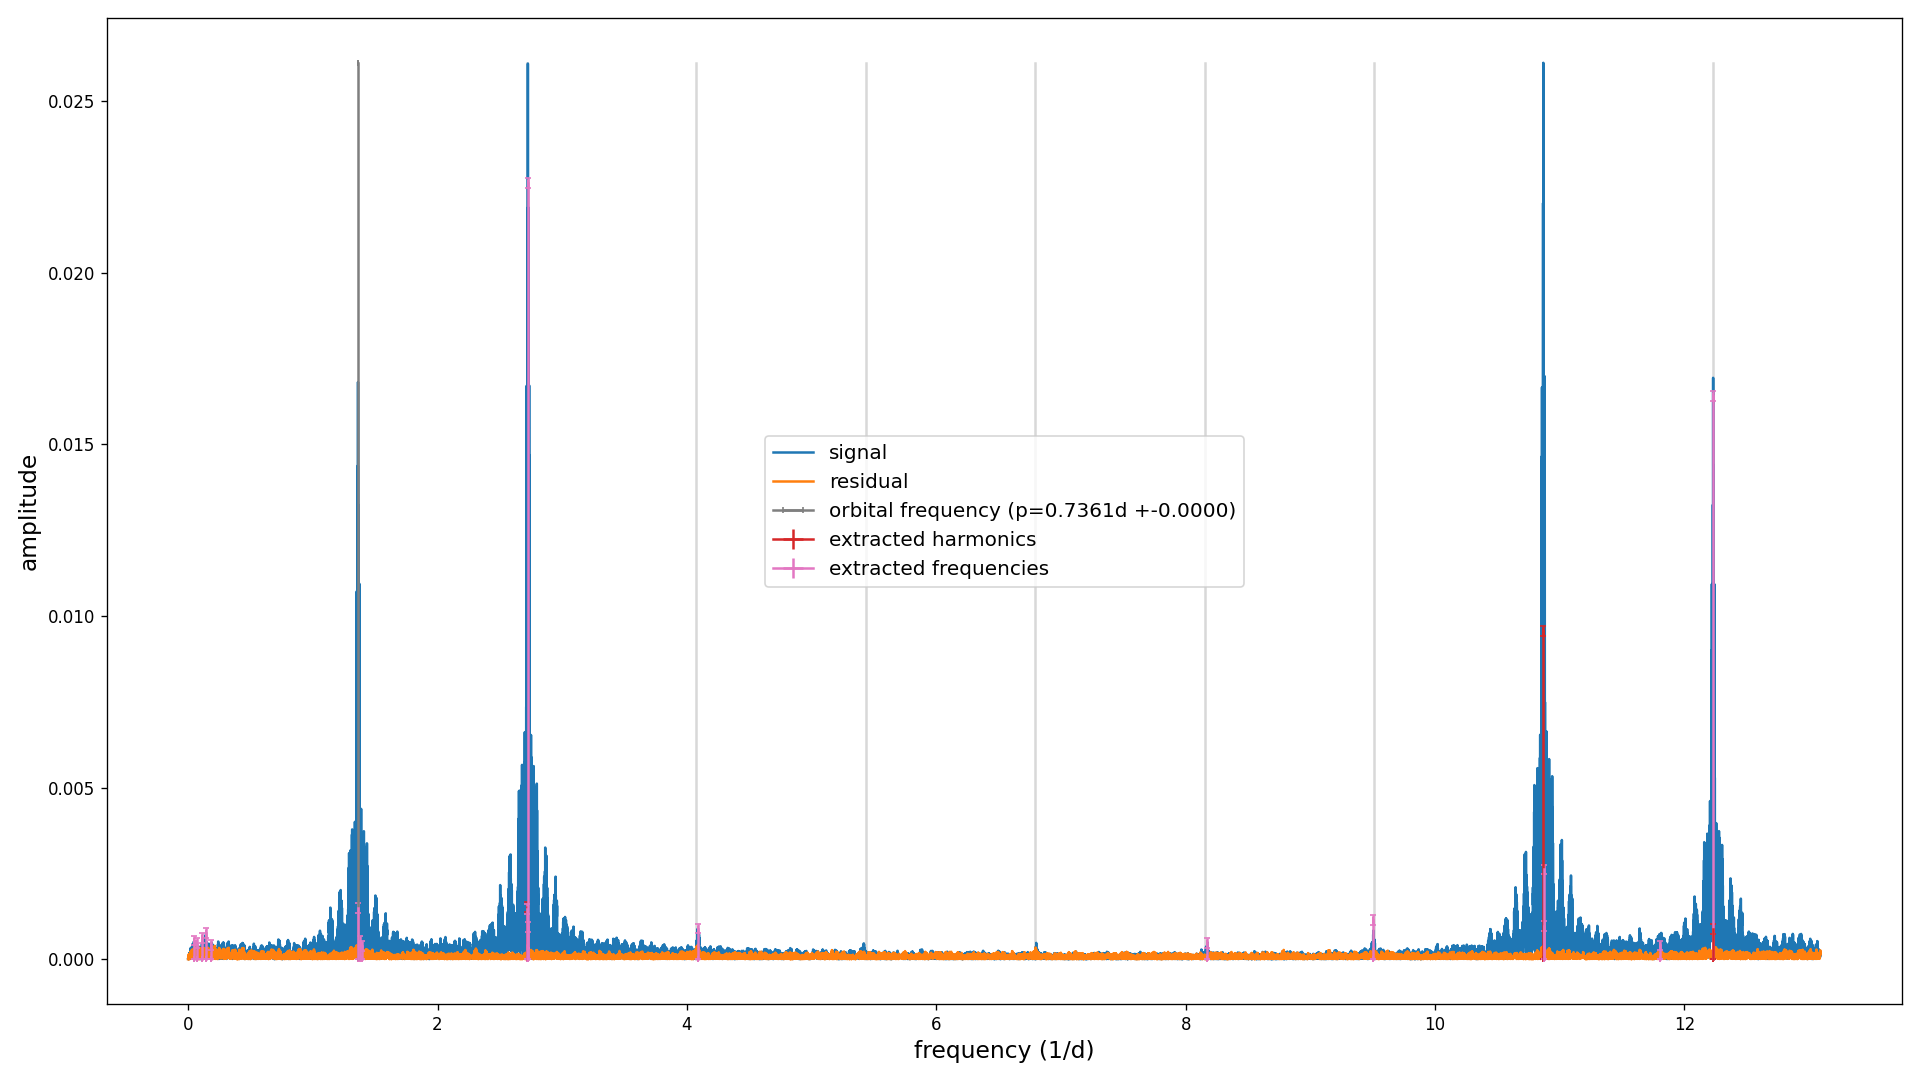 0.025
0.020
0.015
0.010
0.005
0.000
amplitude
signal
residual
orbital frequency (p=0.7361d +-0.0000)
extracted harmonics
extracted frequencies
0 2 4 6 8 10 12
frequency (1/d)